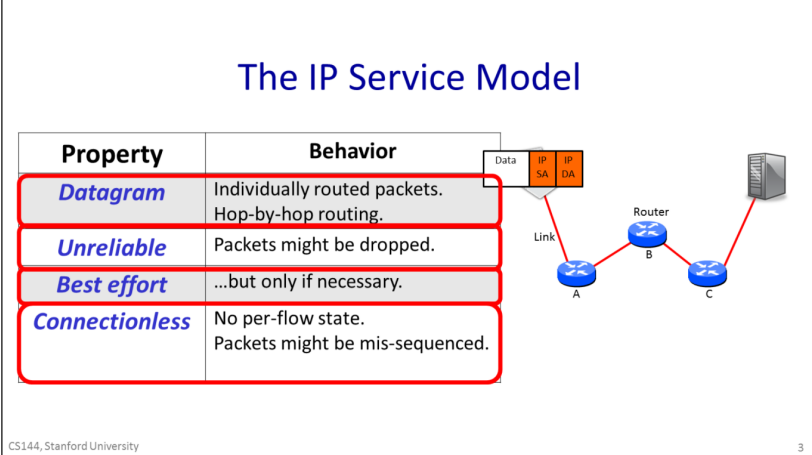 The IP Service Model
Property
Behavior
Datagram
Individually routed packets.
Hop-by-hop routing.
Unreliable
Packets might be dropped.
Best effort
…but only if necessary.
Connectionless
No per-flow state.
Packets might be mis-sequenced.
Data
IP
SA
IP
DA
Link
Router
B
A
C
CS144, Stanford University
3